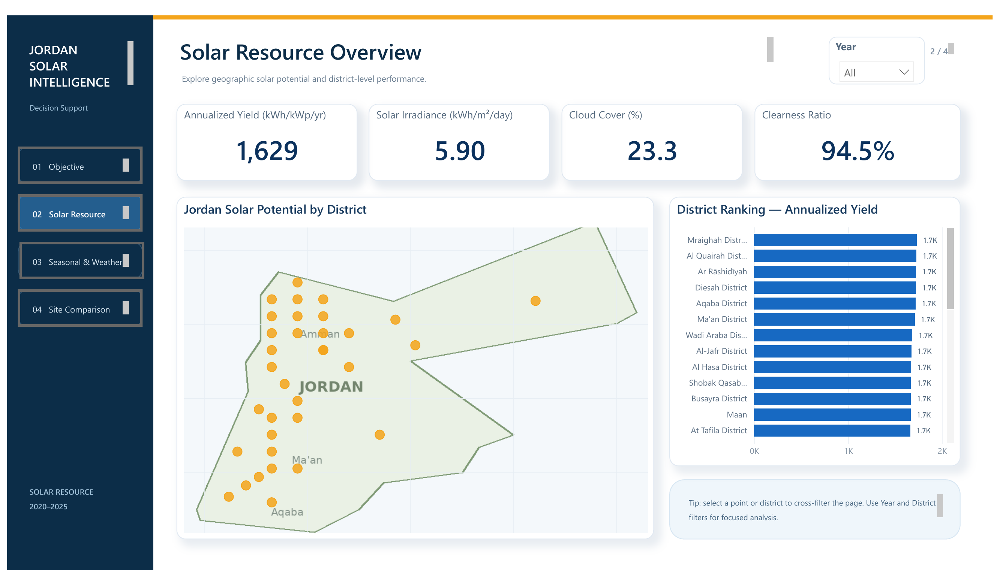 JORDAN
SOLAR
INTELLIGENCE
Decision Support
01 Objective
02 Solar Resource
03 Seasonal & Weather
04 Site Comparison
SOLAR RESOURCE
2020–2025
Solar Resource Overview
Explore geographic solar potential and district-level performance.
Year
All
2 / 4
Annualized Yield (kWh/kWp/yr)
1,629
Solar Irradiance (kWh/m²/day)
5.90
Cloud Cover (%)
23.3
Clearness Ratio
94.5%
Jordan Solar Potential by District
Amman
JORDAN
Ma'an
Aqaba
District Ranking — Annualized Yield
Mraighah Distr... 1.7K
Al Quairah Dist... 1.7K
Ar Rāshidīyah 1.7K
Diesah District 1.7K
Aqaba District 1.7K
Ma'an District 1.7K
Wadi Araba Dis... 1.7K
Al-Jafr District 1.7K
Al Hasa District 1.7K
Shobak Qasab... 1.7K
Busayra District 1.7K
Maan 1.7K
At Tafila District 1.7K
0K 1K 2K
Tip: select a point or district to cross-filter the page. Use Year and District
filters for focused analysis.